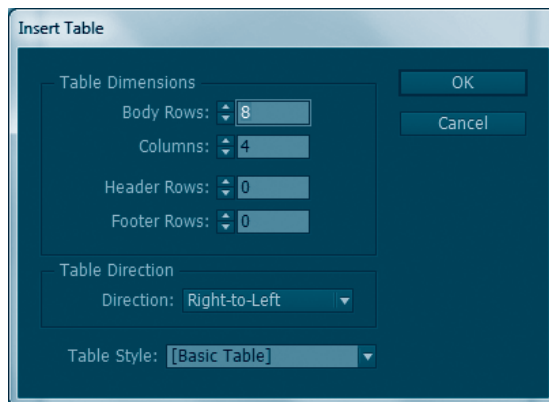 Insert Table
Table Dimensions
Body Rows: 8
Columns: 4
Header Rows: 0
Footer Rows: 0
Table Direction
Direction: Right-to-Left
Table Style: [Basic Table]
OK
Cancel